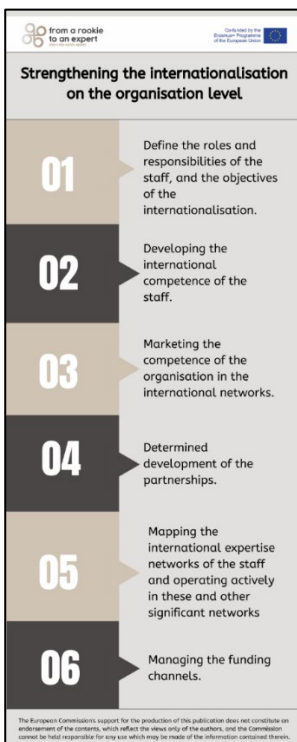 from a rookie
to an expert
Co-funded by the
Erasmus+ Programme
of the European Union
Strengthening the internationalisation
on the organisation level
01
Define the roles and
responsibilities of the
staff, and the objectives
of the
internationalisation.
02
Developing the
international
competence of the
staff.
03
Marketing the
competence of the
organisation in the
international networks.
04
Determined
development of the
partnerships.
05
Mapping the
international expertise
networks of the staff
and operating actively
in these and other
significant networks
06
Managing the funding
channels.
The European Commission's support for the production of this publication does not constitute an
endorsement of the contents, which reflect the views only of the authors, and the Commission
cannot be held responsible for any use which may be made of the information contained therein.